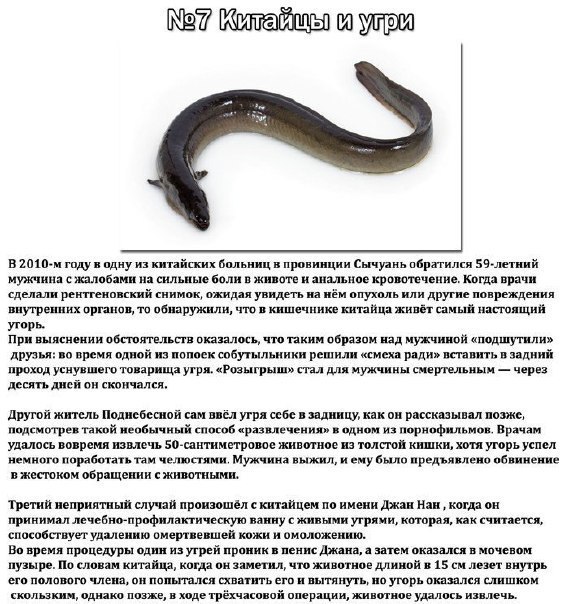 №7 Китайцы и угри
В 2010-м году в одну из китайских больниц в провинции Сычуань обратился 59-летний
мужчина с жалобами на сильные боли в животе и анальное кровотечение. Когда врачи
сделали рентгеновский снимок, ожидая увидеть на нём опухоль или другие повреждения
внутренних органов, то обнаружили, что в кишечнике китайца живёт самый настоящий
угорь.
При выяснении обстоятельств оказалось, что таким образом над мужчиной «подшутили»
друзья: во время одной из попоек собутыльники решили «смеха ради» вставить в задний
проход уснувшего товарища угря. «Розыгрыш» стал для мужчины смертельным — через
десять дней он скончался.
Другой житель Поднебесной сам ввёл угря себе в задницу, как он рассказывал позже,
подсмотрев такой необычный способ «развлечения» в одном из порнофильмов. Врачам
удалось вовремя извлечь 50-сантиметровое животное из толстой кишки, хотя угорь успел
немного поработать там челюстями. Мужчина выжил, и ему было предъявлено обвинение
в жестоком обращении с животными.
Третий неприятный случай произошёл с китайцем по имени Джан Нан , когда он
принимал лечебно-профилактическую ванну с живыми угрями, которая, как считается,
способствует удалению омертвевшей кожи и омоложению.
Во время процедуры один из угрей проник в пенис Джана, а затем оказался в мочевом
пузыре. По словам китайца, когда он заметил, что животное длиной в 15 см лезет внутрь
его полового члена, он попытался схватить его и вытянуть, но угорь оказался слишком
скользким, однако позже, в ходе трёхчасовой операции, животное удалось извлечь.